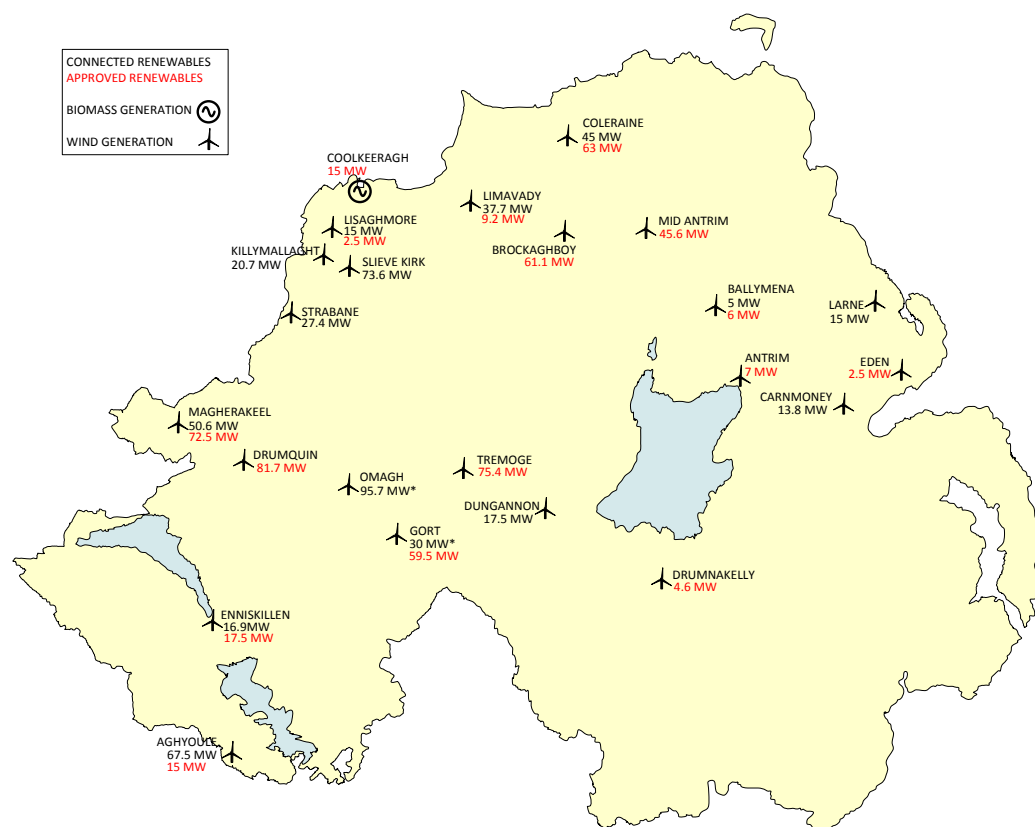 CONNECTED RENEWABLES
APPROVED RENEWABLES
BIOMASS GENERATION
WIND GENERATION
COLERAINE
45 MW
63 MW
COOLKEERAGH
15 MW
LIMAVADY
37.7 MW
9.2 MW
LISAGHMORE
15 MW
2.5 MW
MID ANTRIM
45.6 MW
BROCKAGHBOY
61.1 MW
KILLYMALLAGHT
20.7 MW
SLIEVE KIRK
73.6 MW
BALLYMENA
5 MW
6 MW
LARNE
15 MW
STRABANE
27.4 MW
ANTRIM
7 MW
EDEN
2.5 MW
CARNMONEY
13.8 MW
MAGHERAKEEL
50.6 MW
72.5 MW
DRUMQUIN
81.7 MW
TREMOGE
75.4 MW
OMAGH
95.7 MW*
DUNGANNON
17.5 MW
GORT
30 MW*
59.5 MW
DRUMNAKELLY
4.6 MW
ENNISKILLEN
16.9MW
17.5 MW
AGHYOULE
67.5 MW
15 MW